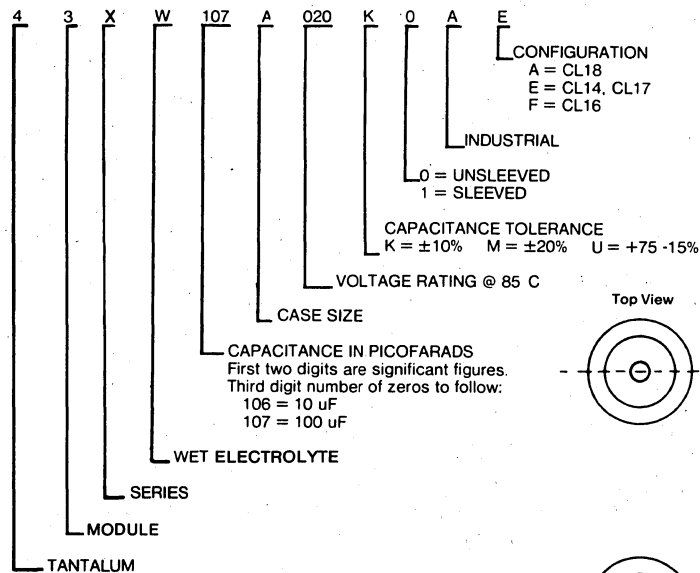 4 3 X W 107 A 020 K 0 A E
CONFIGURATION
A = CL18
E = CL14, CL17
F = CL16
INDUSTRIAL
0 = UNSLEEVED
1 = SLEEVED
CAPACITANCE TOLERANCE
K = ±10% M = ±20% U = +75 -15%
VOLTAGE RATING @ 85 C
Top View
CASE SIZE
CAPACITANCE IN PICOFARADS
First two digits are significant figures.
Third digit number of zeros to follow:
106 = 10 uF
107 = 100 uF
WET ELECTROLYTE
SERIES
MODULE
TANTALUM